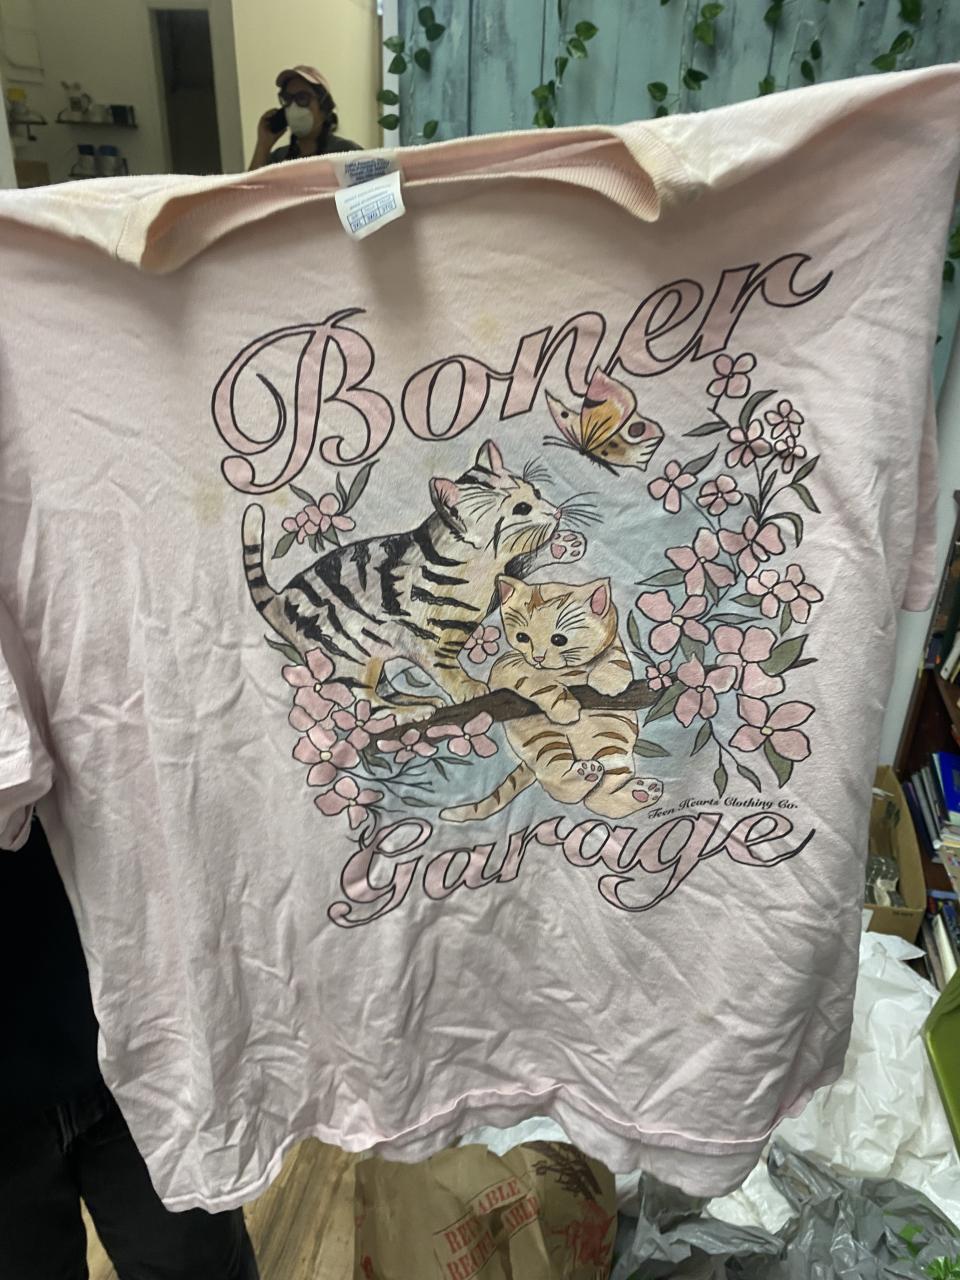 Boner
Teen Hearts Clothing Co.
Garage